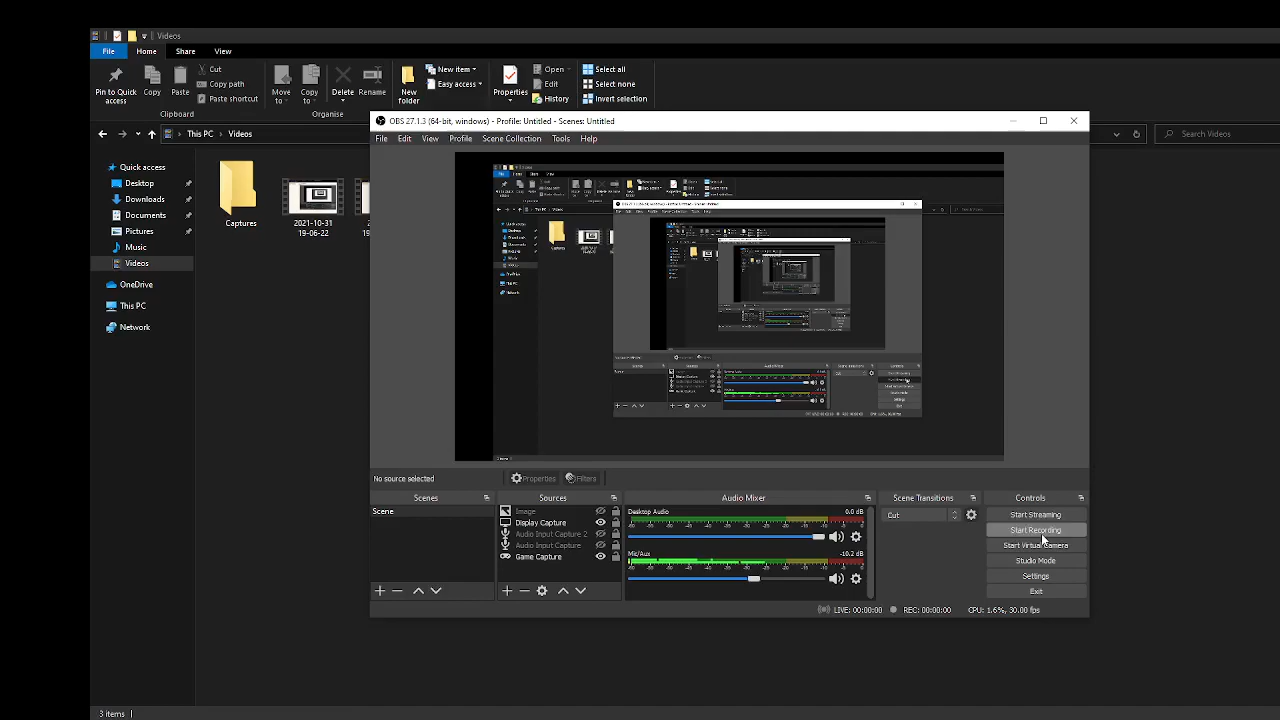 Videos
File Home Share View
Pin to Quick access
Copy
Paste
Cut
Copy path
Paste shortcut
Clipboard
Move to
Copy to
Delete
Rename
Organise
New folder
New item
Easy access
Properties
Open
Edit
History
Select all
Select none
Invert selection
This PC > Videos
Search Videos
Quick access
Desktop
Downloads
Documents
Pictures
Music
Videos
OneDrive
This PC
Network
Captures
2021-10-31
19-06-22
3 items
OBS 27.1.3 (64-bit, windows) - Profile: Untitled - Scenes: Untitled
File Edit View Profile Scene Collection Tools Help
No source selected Properties Filters
Scenes
Scene
Sources
Image
Display Capture
Audio Input Capture 2
Audio Input Capture
Game Capture
Audio Mixer
Desktop Audio 0.0 dB
Mic/Aux -10.2 dB
Scene Transitions
Cut
Controls
Start Streaming
Start Recording
Start Virtual Camera
Studio Mode
Settings
Exit
LIVE: 00:00:00 REC: 00:00:00 CPU: 1.6%, 30.00 fps